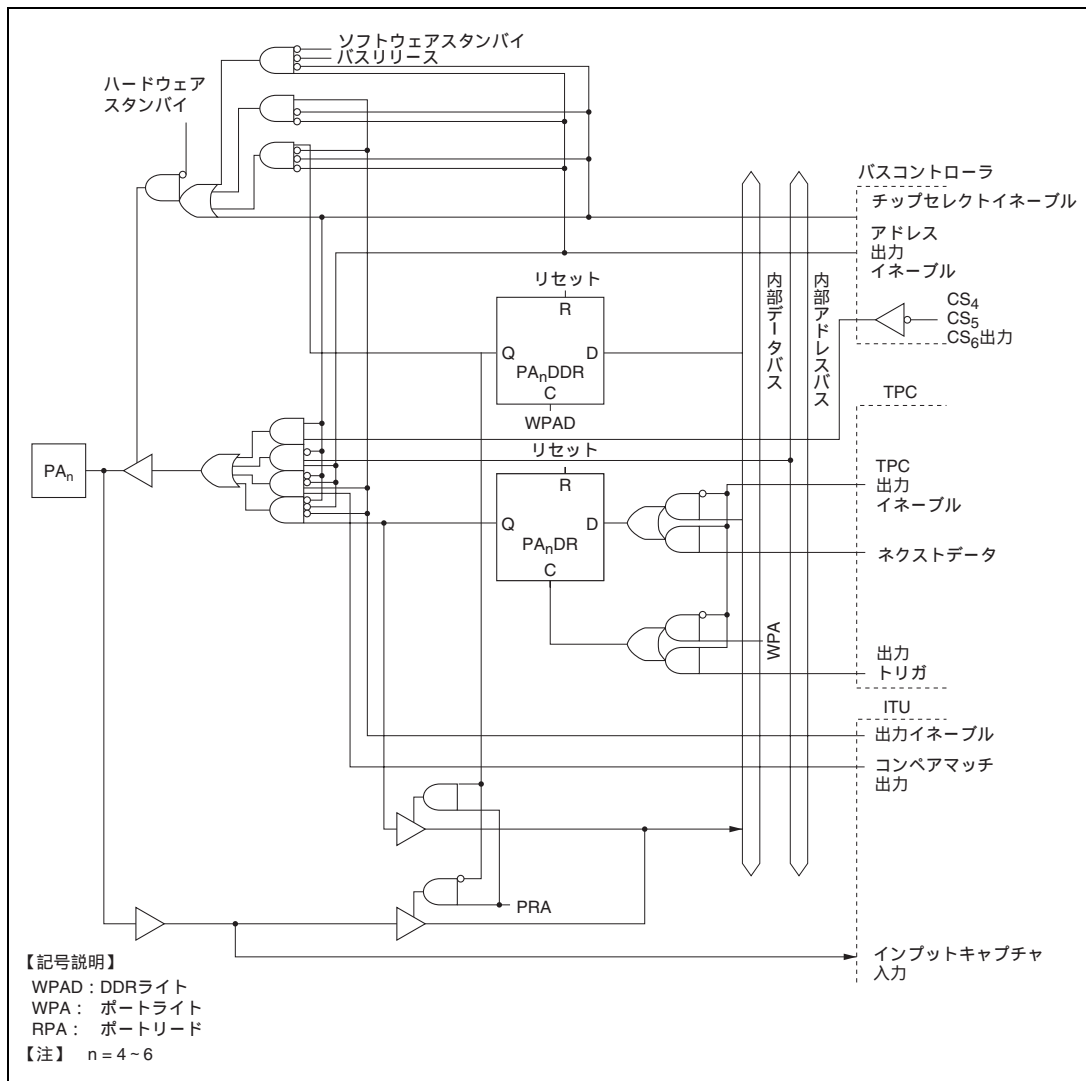 ソフトウェアスタンバイ
バスリリース
ハードウェア
スタンバイ
バスコントローラ
チップセレクトイネーブル
アドレス
出力
イネーブル
内部データバス
内部アドレスバス
CS4
CS5
CS6出力
リセット
R
Q
D
PAnDDR
C
WPAD
TPC
リセット
R
TPC
出力
イネーブル
PAn
Q
D
PAnDR
C
ネクストデータ
WPA
出力
トリガ
ITU
出力イネーブル
コンペアマッチ
出力
PRA
インプットキャプチャ
入力
【記号説明】
WPAD : DDRライト
WPA : ポートライト
RPA : ポートリード
【注】 n = 4 ~ 6